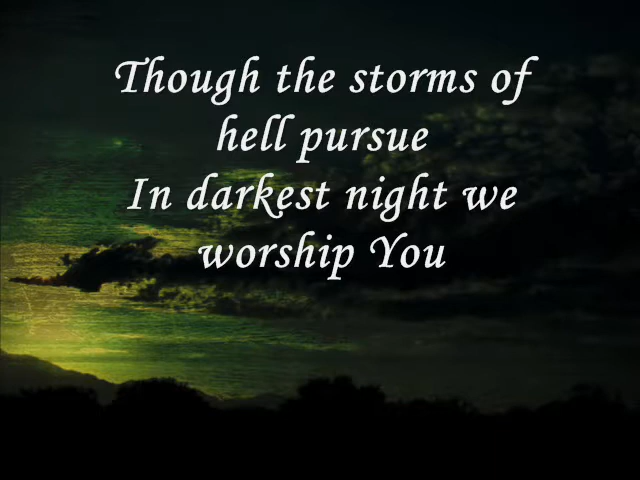 Though the storms of
hell pursue
In darkest night we
worship You